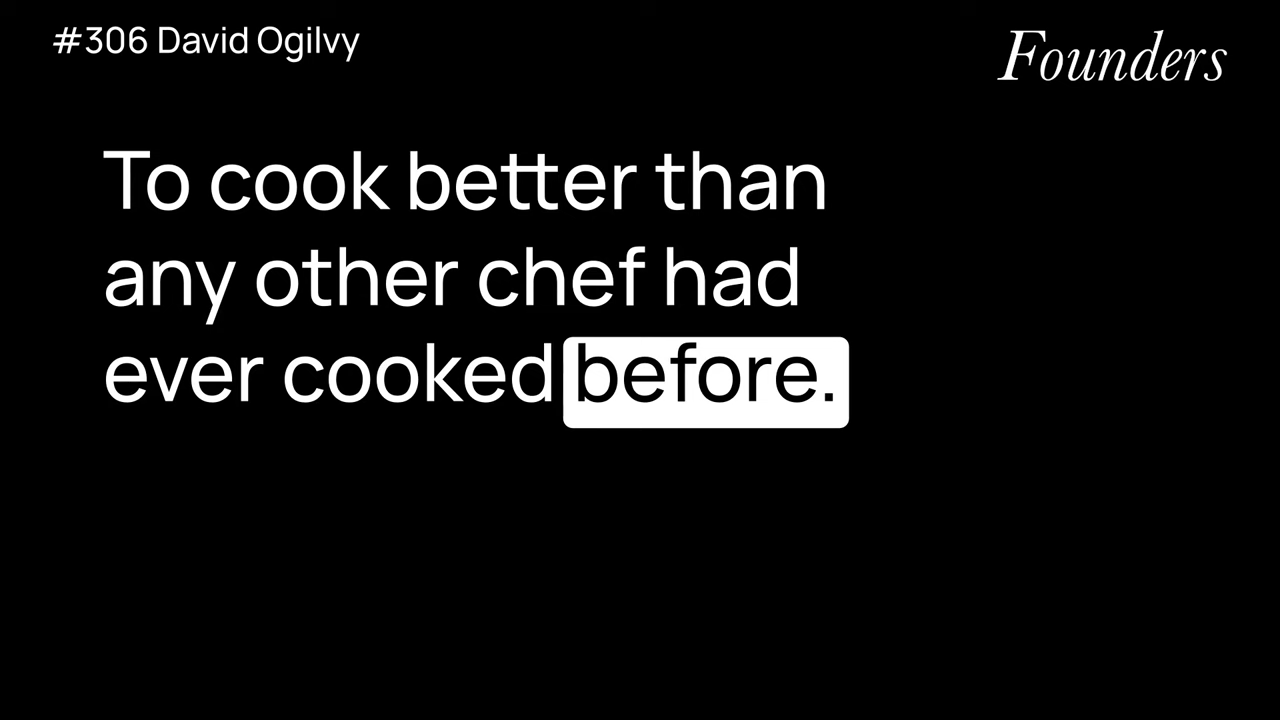 #306 David Ogilvy
Founders
To cook better than
any other chef had
ever cooked before.